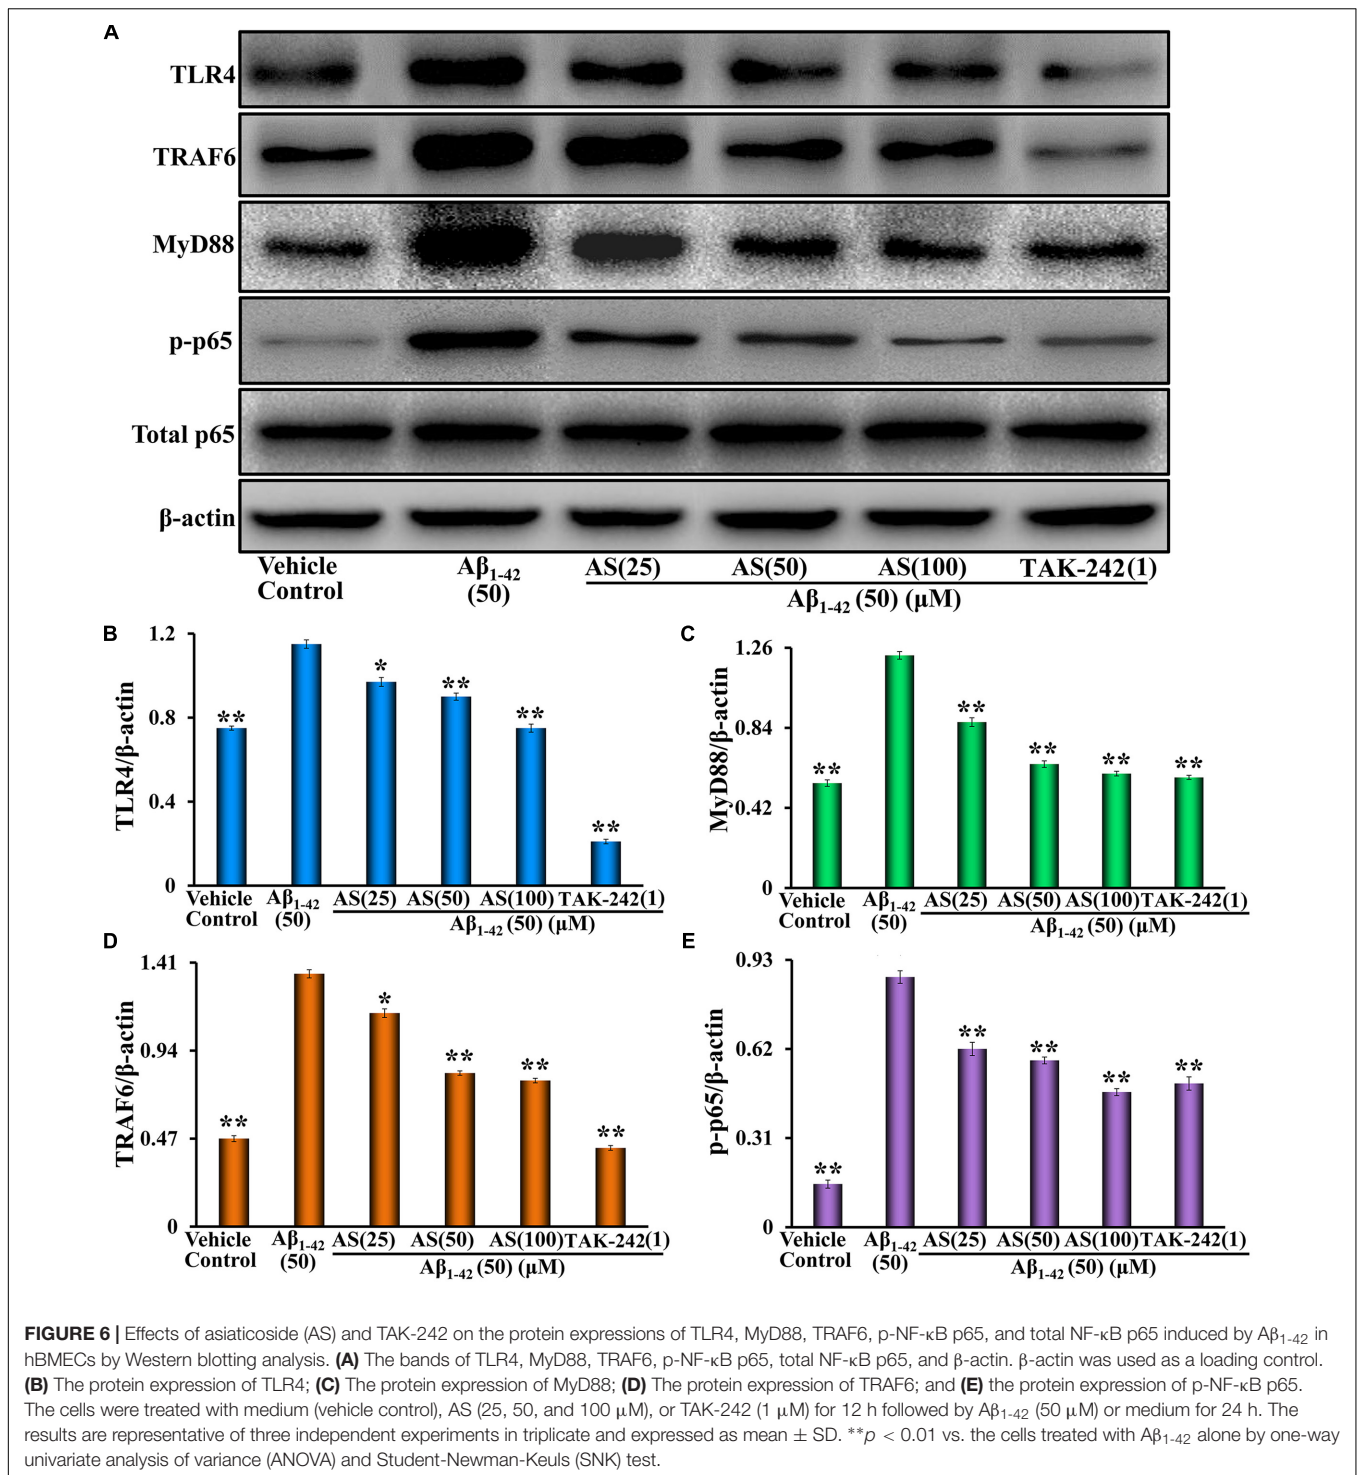 A
TLR4
TRAF6
MyD88
p-p65
Total p65
β-actin
Vehicle Control
Aβ1-42 (50)
AS(25) AS(50) AS(100) TAK-242(1)
Aβ1-42 (50) (μM)
B
TLR4/β-actin
1.2
0.8
0.4
0
** * ** ** **
Vehicle Control
Aβ1-42 (50)
AS(25) AS(50) AS(100) TAK-242(1)
Aβ1-42 (50) (μM)
C
MyD88/β-actin
1.26
0.84
0.42
0
** ** ** ** **
Vehicle Control
Aβ1-42 (50)
AS(25) AS(50) AS(100)TAK-242(1)
Aβ1-42 (50) (μM)
D
TRAF6/β-actin
1.41
0.94
0.47
0
** * ** ** **
Vehicle Control
Aβ1-42 (50)
AS(25) AS(50) AS(100)TAK-242(1)
Aβ1-42 (50) (μM)
E
p-p65/β-actin
0.93
0.62
0.31
0
** ** ** ** **
Vehicle Control
Aβ1-42 (50)
AS(25) AS(50) AS(100)TAK-242(1)
Aβ1-42 (50) (μM)
FIGURE 6 | Effects of asiaticoside (AS) and TAK-242 on the protein expressions of TLR4, MyD88, TRAF6, p-NF-κB p65, and total NF-κB p65 induced by Aβ1-42 in
hBMECs by Western blotting analysis. (A) The bands of TLR4, MyD88, TRAF6, p-NF-κB p65, total NF-κB p65, and β-actin. β-actin was used as a loading control.
(B) The protein expression of TLR4; (C) The protein expression of MyD88; (D) The protein expression of TRAF6; and (E) the protein expression of p-NF-κB p65.
The cells were treated with medium (vehicle control), AS (25, 50, and 100 μM), or TAK-242 (1 μM) for 12 h followed by Aβ1-42 (50 μM) or medium for 24 h. The
results are representative of three independent experiments in triplicate and expressed as mean ± SD. **p < 0.01 vs. the cells treated with Aβ1-42 alone by one-way
univariate analysis of variance (ANOVA) and Student-Newman-Keuls (SNK) test.